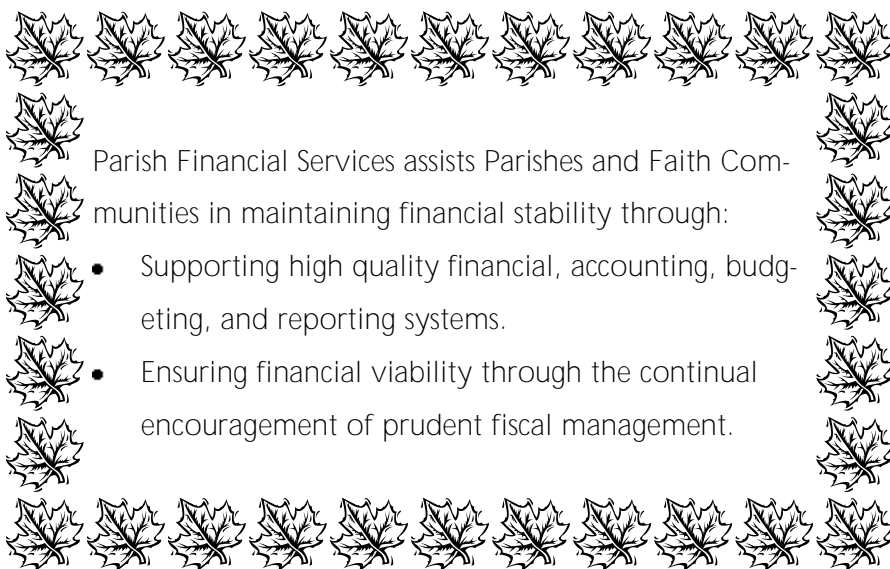 Parish Financial Services assists Parishes and Faith Com-
munities in maintaining financial stability through:
• Supporting high quality financial, accounting, budg-
eting, and reporting systems.
• Ensuring financial viability through the continual
encouragement of prudent fiscal management.